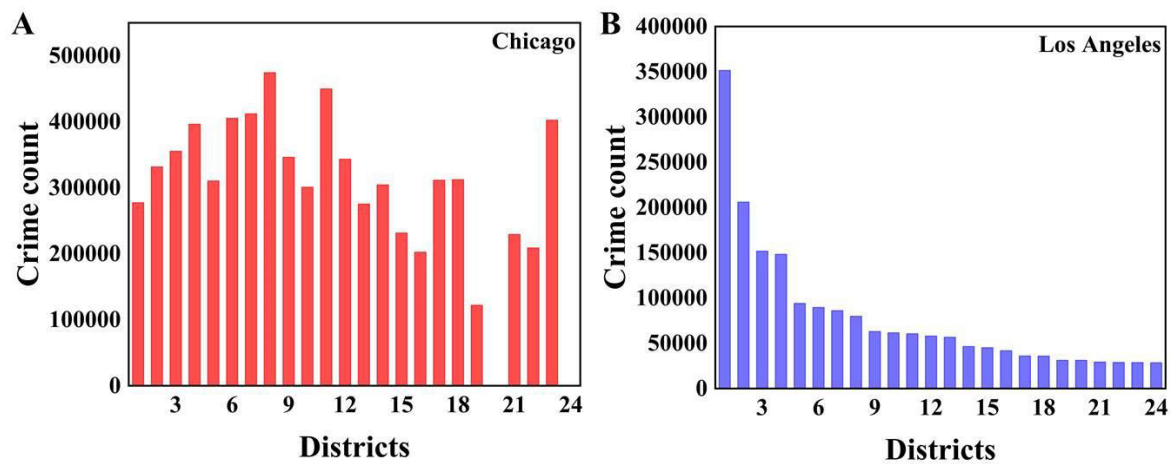 A
Chicago
Crime count
500000
400000
300000
200000
100000
0
3 6 9 12 15 18 21 24
Districts
B
Los Angeles
Crime count
400000
350000
300000
250000
200000
150000
100000
50000
0
3 6 9 12 15 18 21 24
Districts